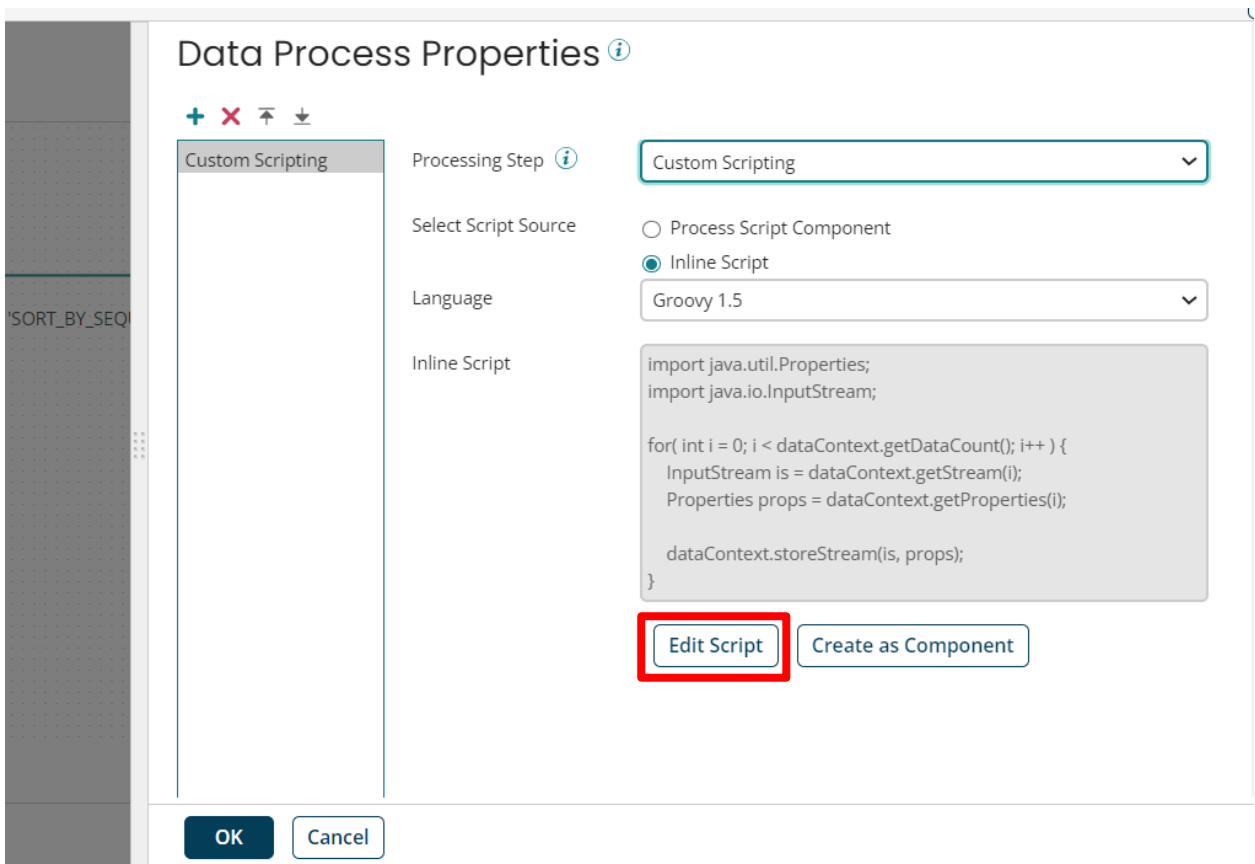 Data Process Properties i
Custom Scripting
Processing Step i
Custom Scripting
Select Script Source
Process Script Component
Inline Script
Language
Groovy 1.5
'SORT_BY_SEQU
Inline Script
import java.util.Properties;
import java.io.InputStream;
for( int i = 0; i < dataContext.getDataCount(); i++ ) {
InputStream is = dataContext.getStream(i);
Properties props = dataContext.getProperties(i);
dataContext.storeStream(is, props);
}
Edit Script
Create as Component
OK
Cancel